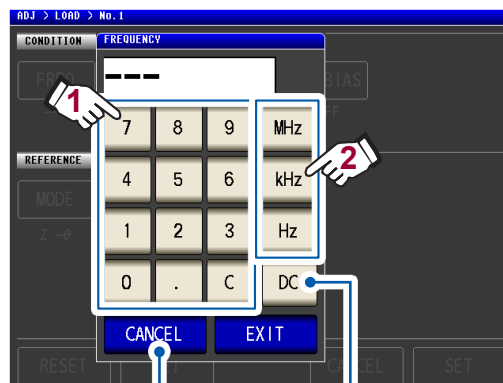 ADJ > LOAD > No.1
CONDITION
FREQUENCY
FREQ
---
BIAS
FF
1
7 8 9 MHz
2
REFERENCE
4 5 6 kHz
MODE
1 2 3 Hz
Z -θ
0 . C DC
CANCEL EXIT
RESET
CANCEL
SET